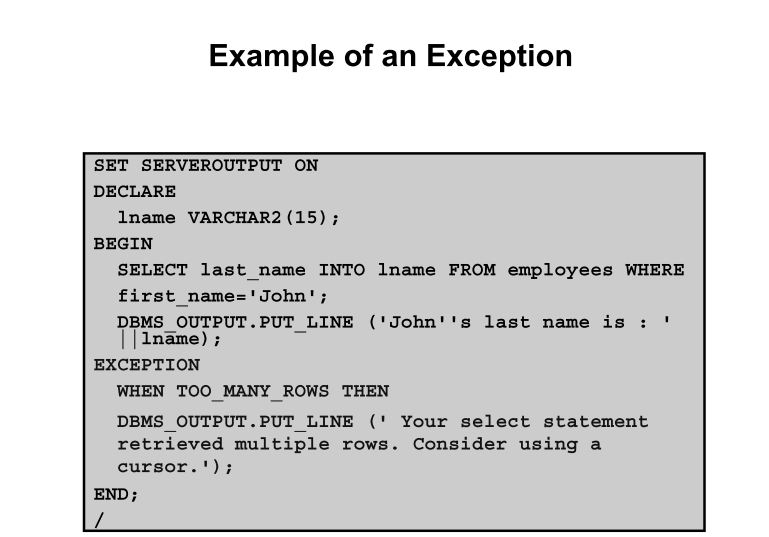 Example of an Exception
SET SERVEROUTPUT ON
DECLARE
lname VARCHAR2(15);
BEGIN
SELECT last_name INTO lname FROM employees WHERE
first_name='John';
DBMS_OUTPUT.PUT_LINE ('John''s last name is : '
||lname);
EXCEPTION
WHEN TOO_MANY_ROWS THEN
DBMS_OUTPUT.PUT_LINE (' Your select statement
retrieved multiple rows. Consider using a
cursor.');
END;
/